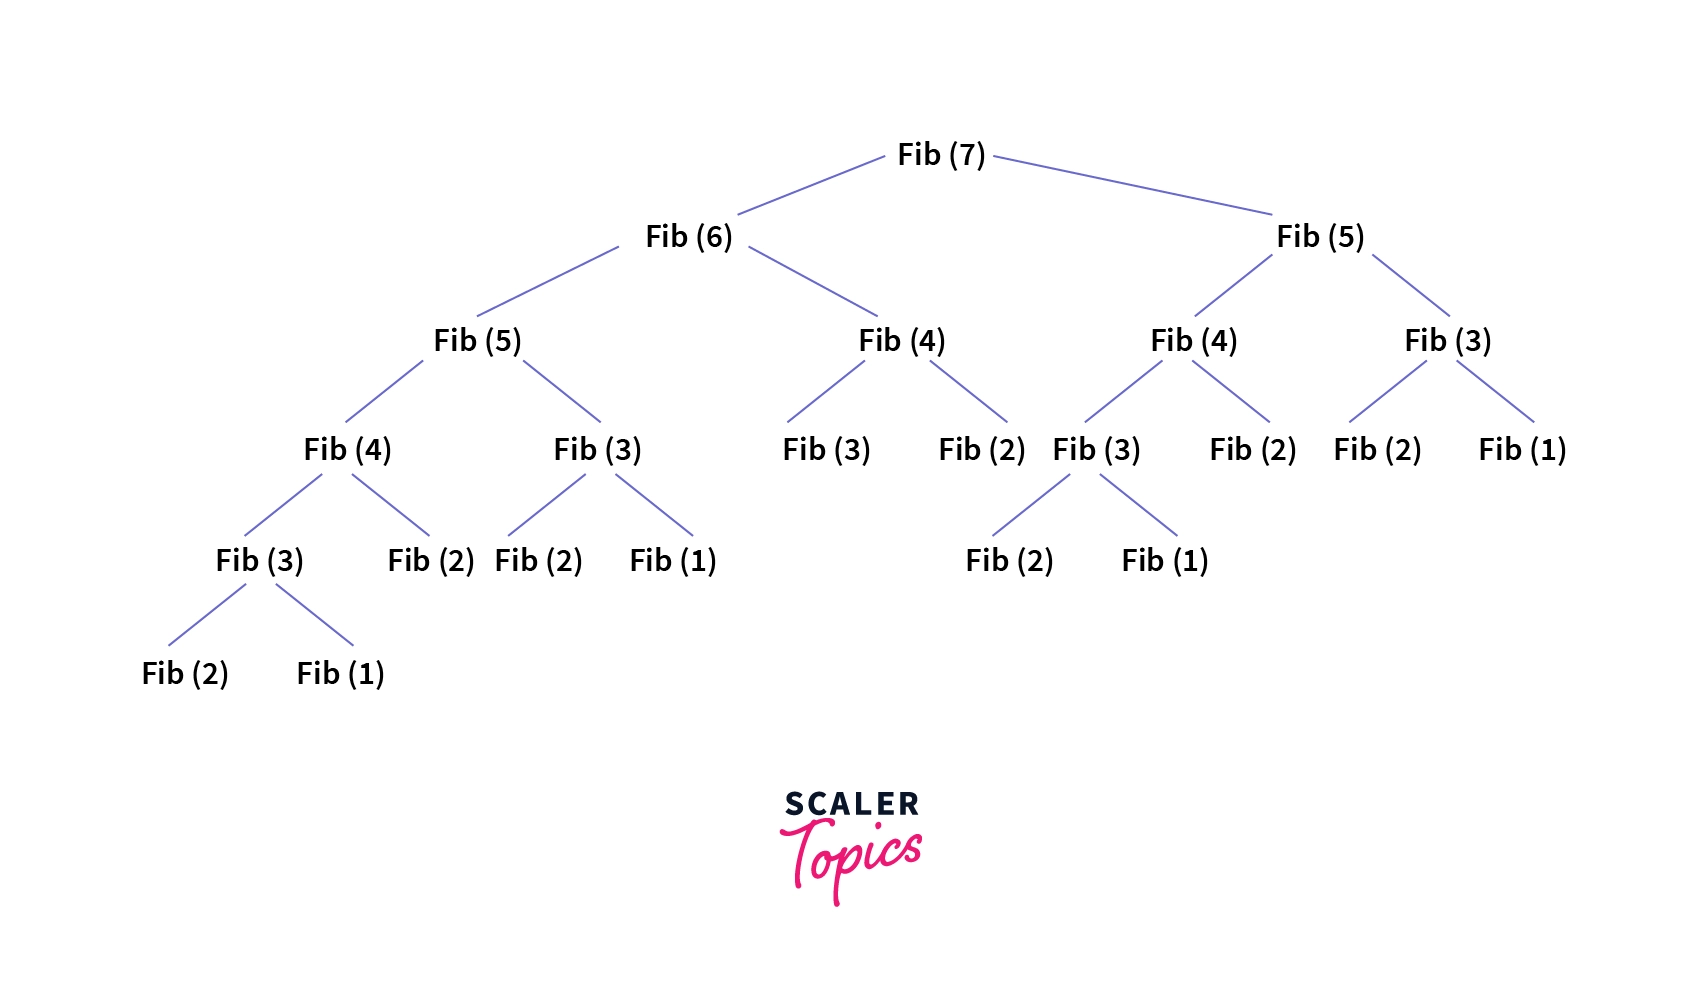 Fib (7)
Fib (6) Fib (5)
Fib (5) Fib (4) Fib (4) Fib (3)
Fib (4) Fib (3) Fib (3) Fib (2) Fib (3) Fib (2) Fib (2) Fib (1)
Fib (3) Fib (2) Fib (2) Fib (1) Fib (2) Fib (1)
Fib (2) Fib (1)
SCALER
Topics